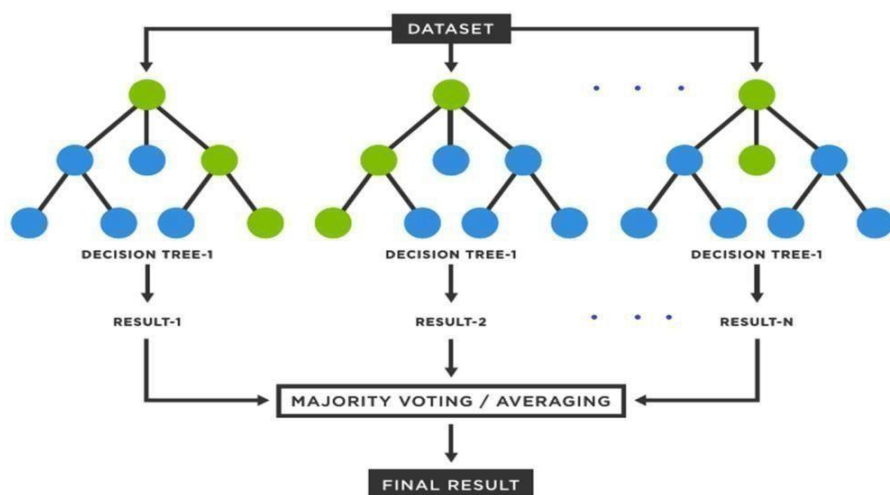 DATASET
DECISION TREE-1 DECISION TREE-1 DECISION TREE-1
RESULT-1 RESULT-2 RESULT-N
MAJORITY VOTING / AVERAGING
FINAL RESULT